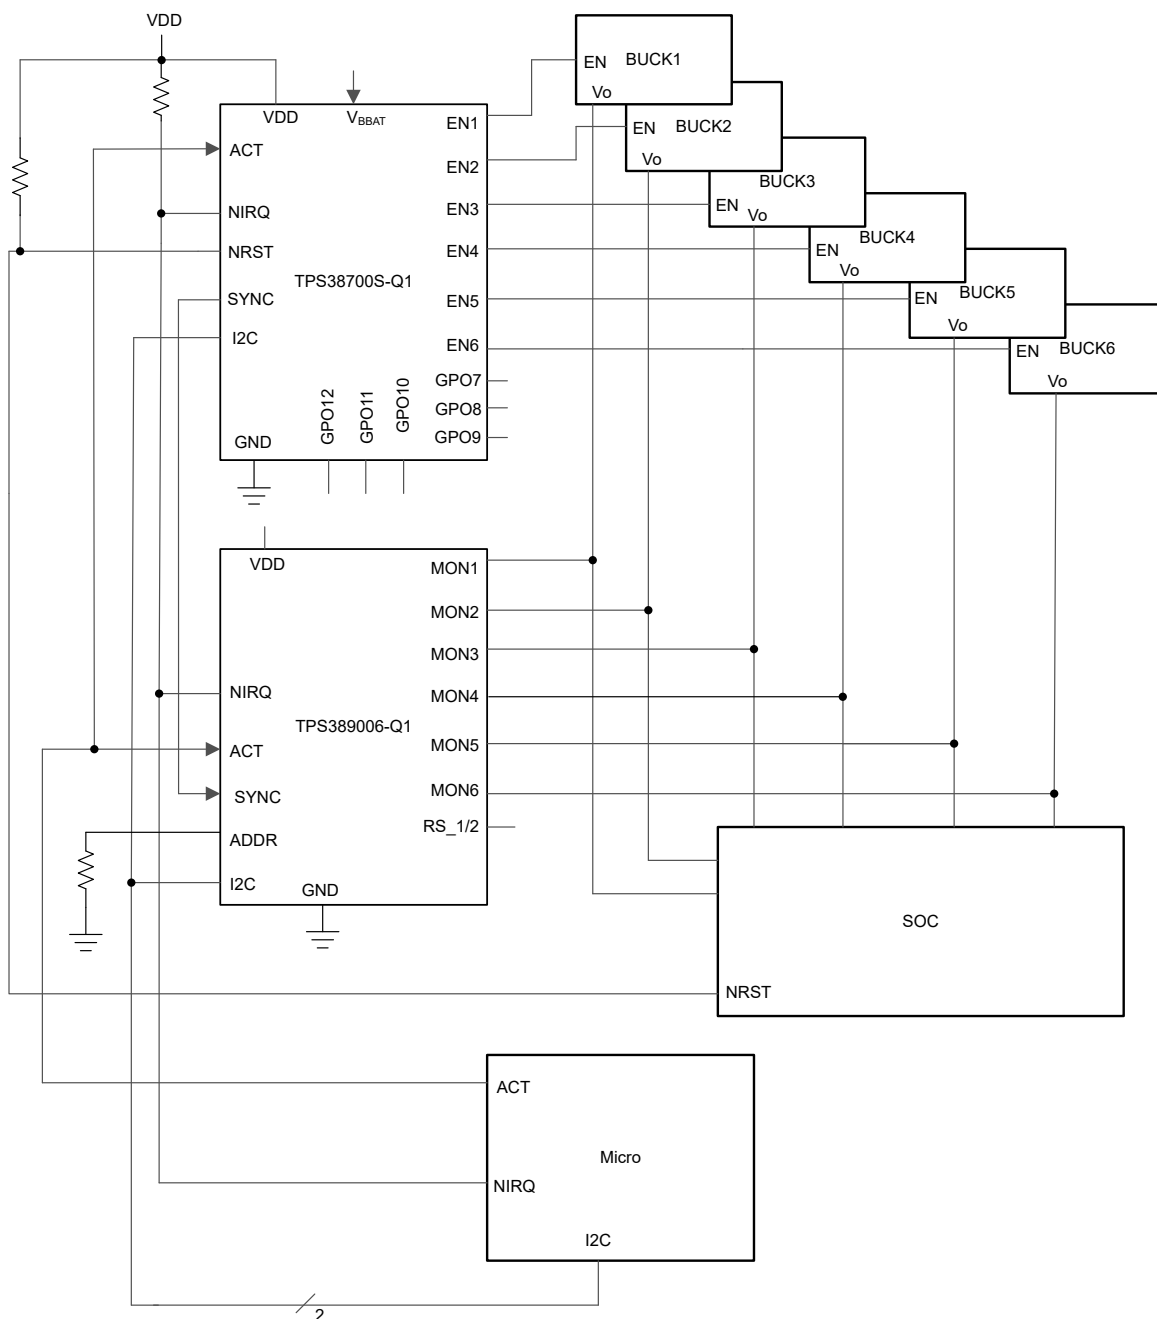 VDD
BUCK1
EN
Vo
VDD
VBBAT
EN1
BUCK2
EN
Vo
ACT
EN2
BUCK3
EN
Vo
NIRQ
EN3
BUCK4
EN
Vo
NRST
EN4
TPS38700S-Q1
BUCK5
EN
Vo
SYNC
EN5
I2C
EN6
BUCK6
EN
Vo
GPO7
GPO8
GPO9
GPO12
GPO11
GPO10
GND
VDD
MON1
MON2
MON3
NIRQ
MON4
TPS389006-Q1
ACT
MON5
SYNC
MON6
RS_1/2
ADDR
I2C
GND
SOC
NRST
ACT
Micro
NIRQ
I2C
2